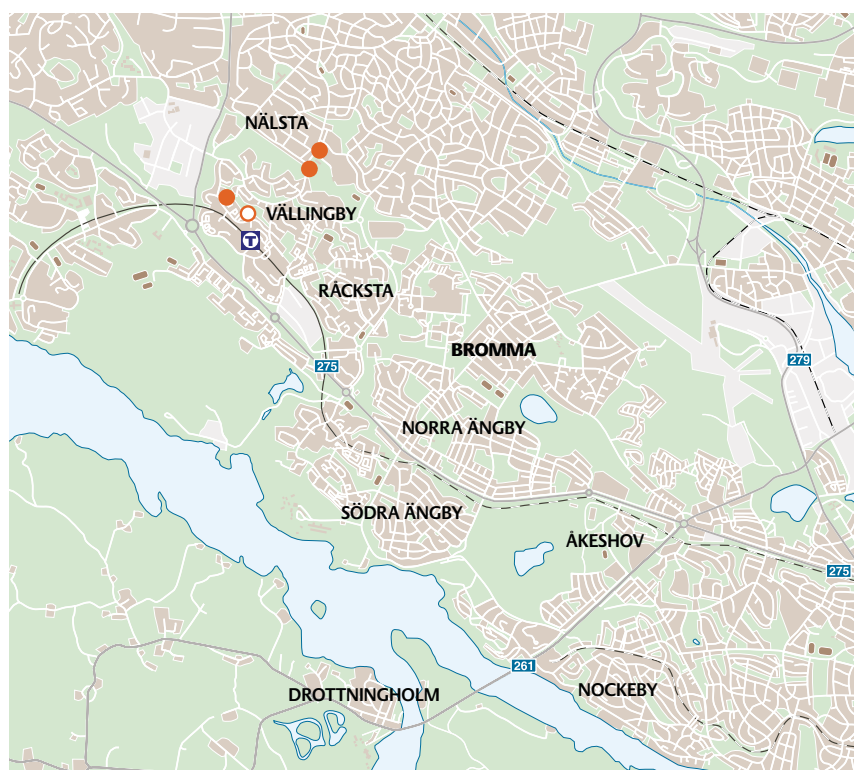 NÄLSTA
VÄLLINGBY
T
RÅCKSTA
BROMMA
275
279
NORRA ÄNGBY
SÖDRA ÄNGBY
ÅKESHOV
275
261
DROTTNINGHOLM
NOCKEBY